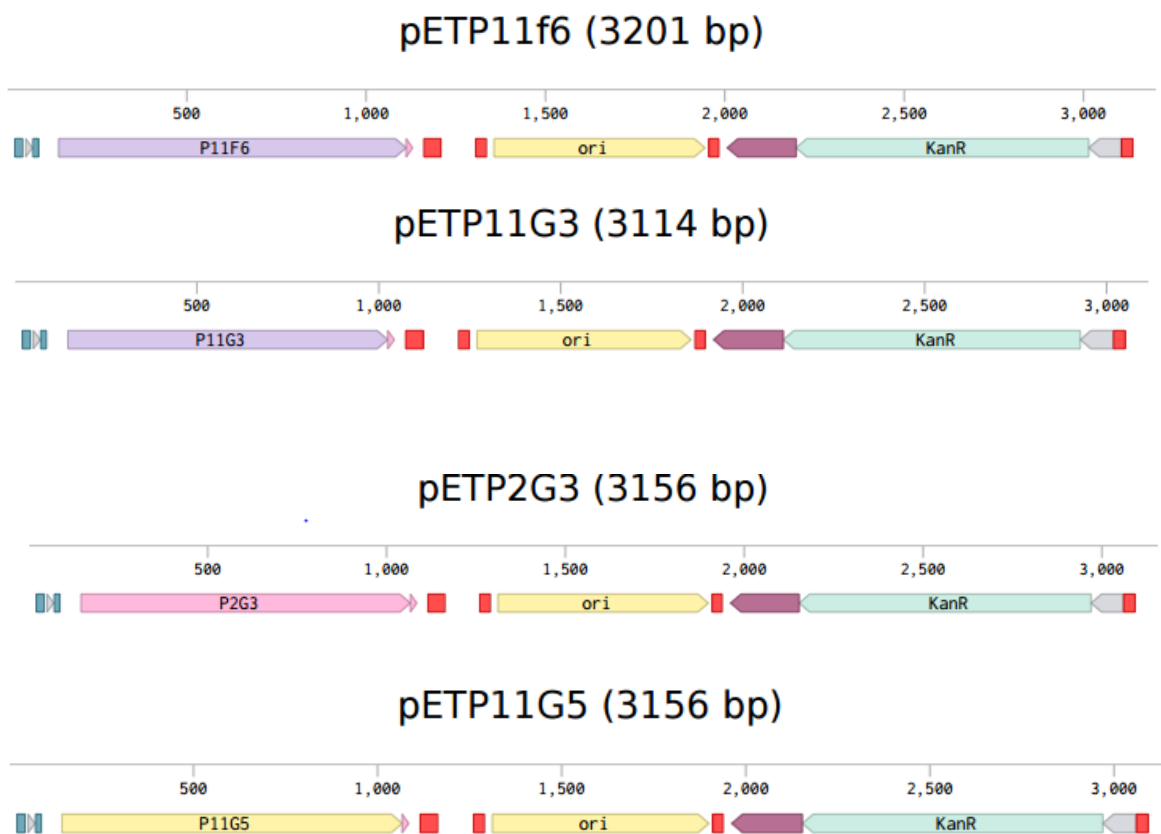 pETP11f6 (3201 bp)
500 1,000 1,500 2,000 2,500 3,000
P11F6 ori KanR
pETP11G3 (3114 bp)
500 1,000 1,500 2,000 2,500 3,000
P11G3 ori KanR
pETP2G3 (3156 bp)
500 1,000 1,500 2,000 2,500 3,000
P2G3 ori KanR
pETP11G5 (3156 bp)
500 1,000 1,500 2,000 2,500 3,000
P11G5 ori KanR